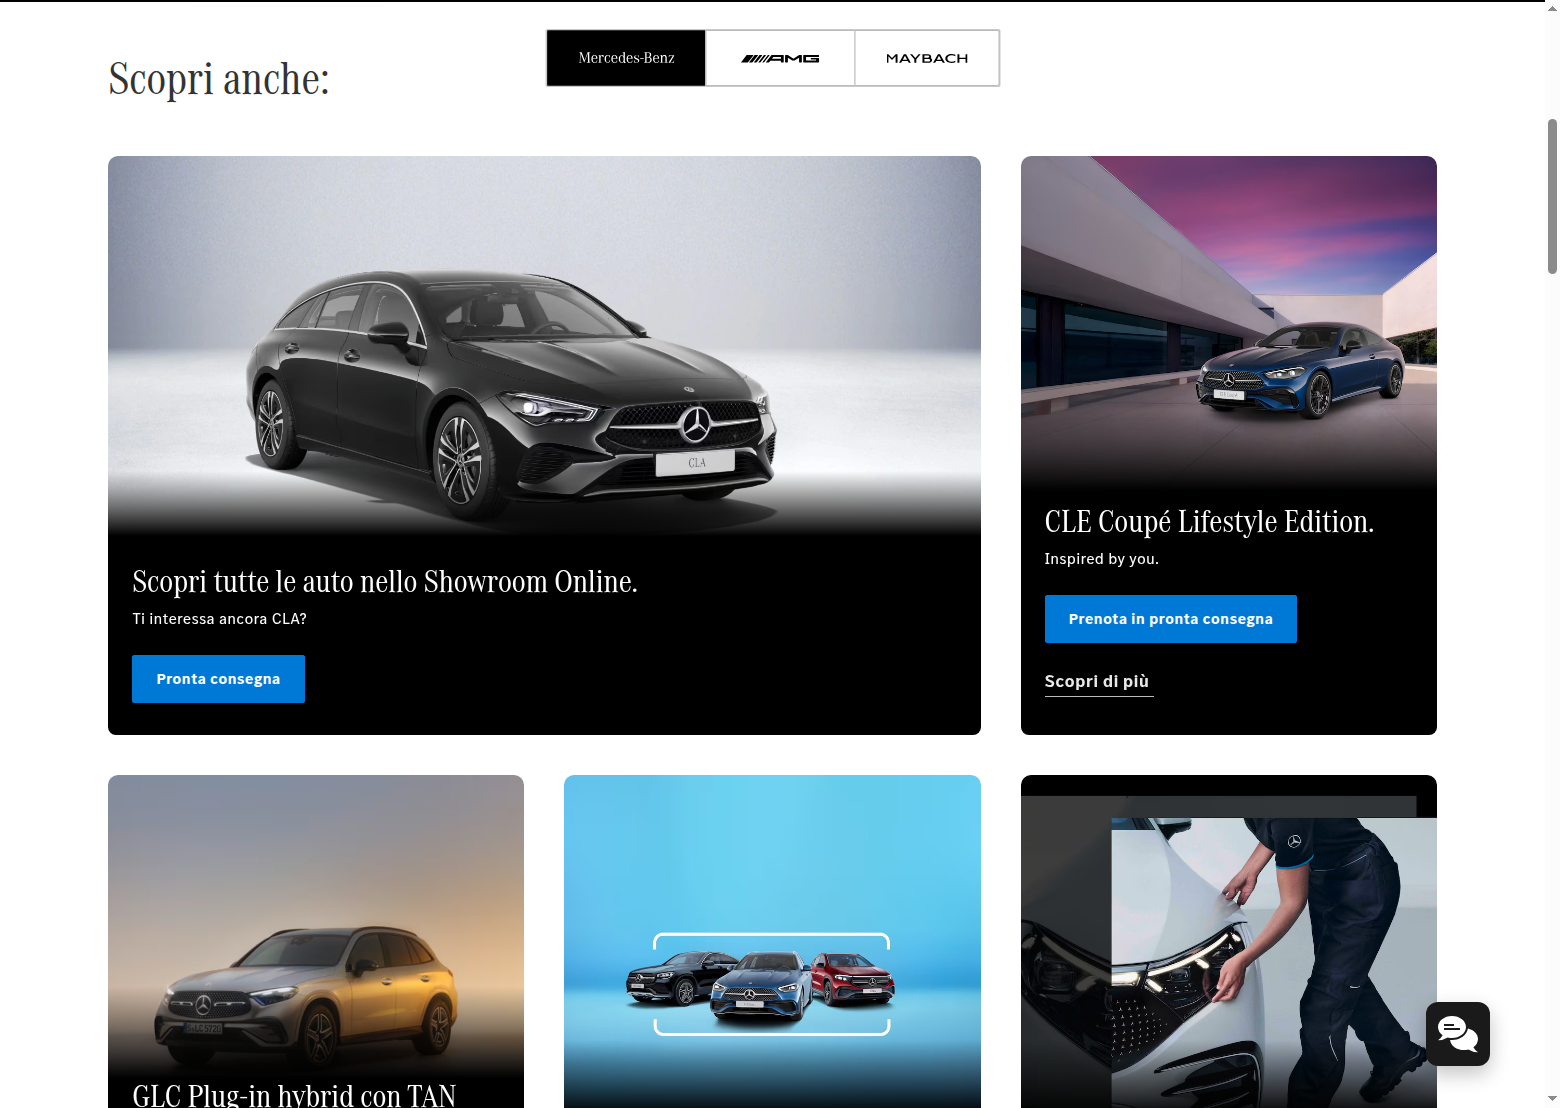 Scopri anche:
Mercedes-Benz
AMG
MAYBACH
GLA
Scopri tutte le auto nello Showroom Online.
Ti interessa ancora CLA?
Pronta consegna
CLE Coupé Lifestyle Edition.
Inspired by you.
Prenota in pronta consegna
Scopri di più
GLC Plug-in hybrid con TAN